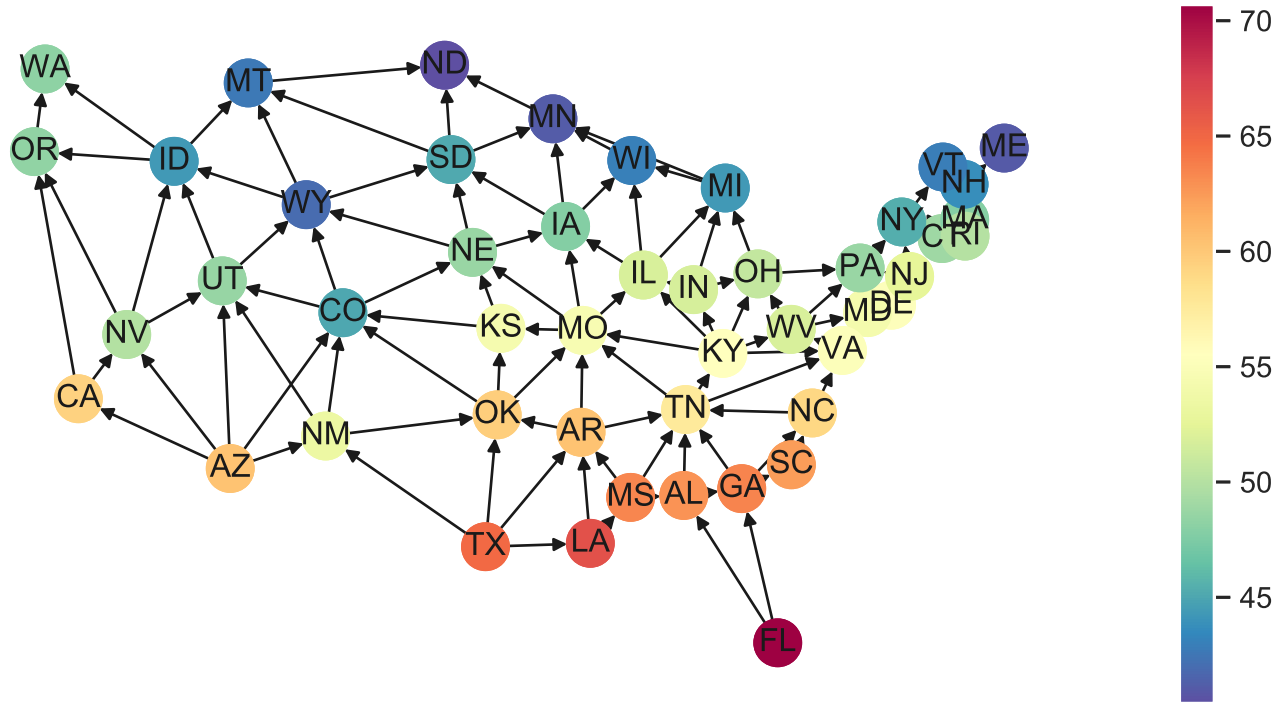 WA
MT
ND
MN
OR
ID
SD
WI
MI
VT
NH
ME
WY
IA
NY
MA
CT
RI
NE
UT
CO
IL
IN
OH
PA
NJ
DE
MD
NV
KS
MO
WV
KY
VA
CA
NM
OK
AR
TN
NC
AZ
MS
AL
GA
SC
TX
LA
FL
70
65
60
55
50
45